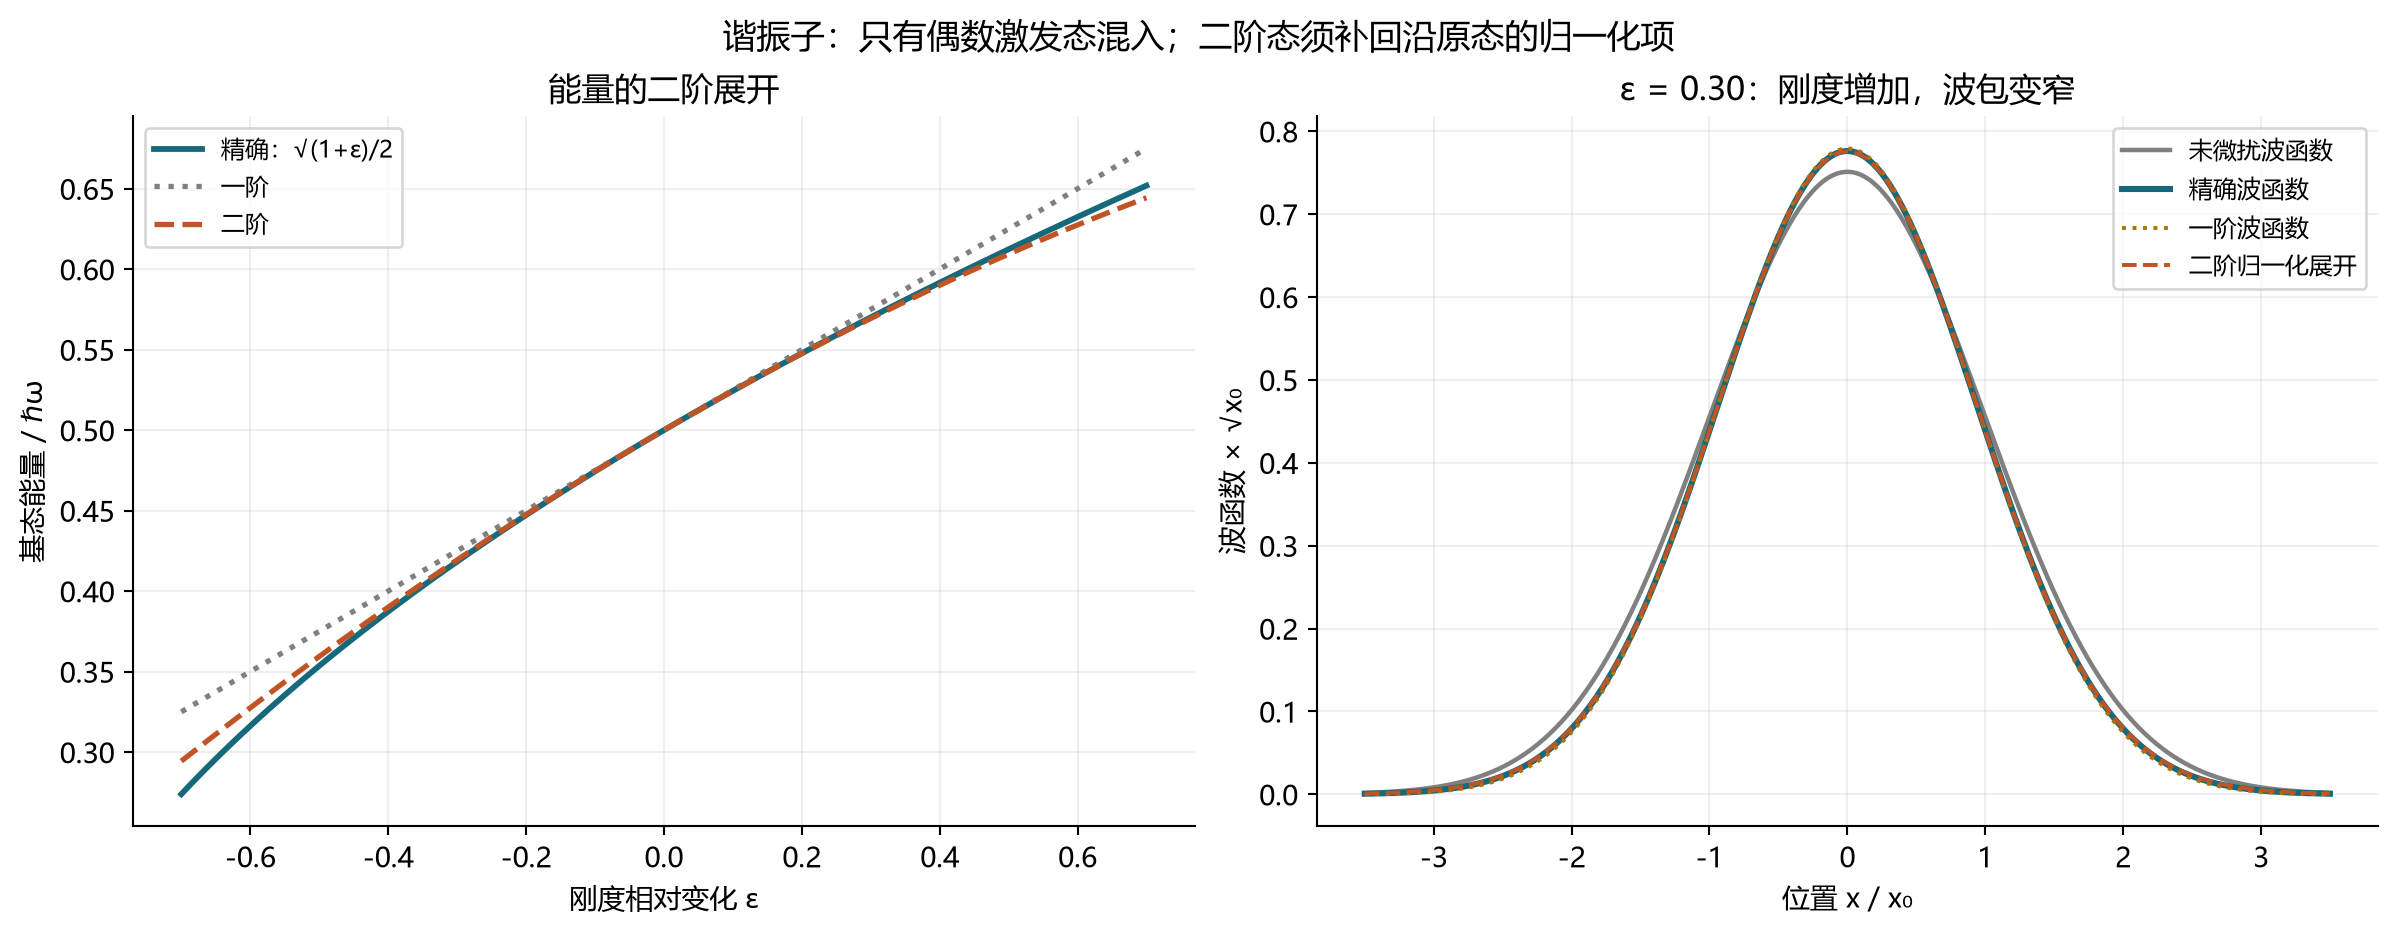 谐振子：只有偶数激发态混入；二阶态须补回沿原态的归一化项
能量的二阶展开
精确：√(1+ε)/2
一阶
二阶
0.65
0.60
0.55
0.50
0.45
0.40
0.35
0.30
基态能量 / ℏω
-0.6
-0.4
-0.2
0.0
0.2
0.4
0.6
刚度相对变化 ε
ε = 0.30：刚度增加，波包变窄
未微扰波函数
精确波函数
一阶波函数
二阶归一化展开
0.8
0.7
0.6
0.5
0.4
0.3
0.2
0.1
0.0
波函数 × √x₀
-3
-2
-1
0
1
2
3
位置 x / x₀